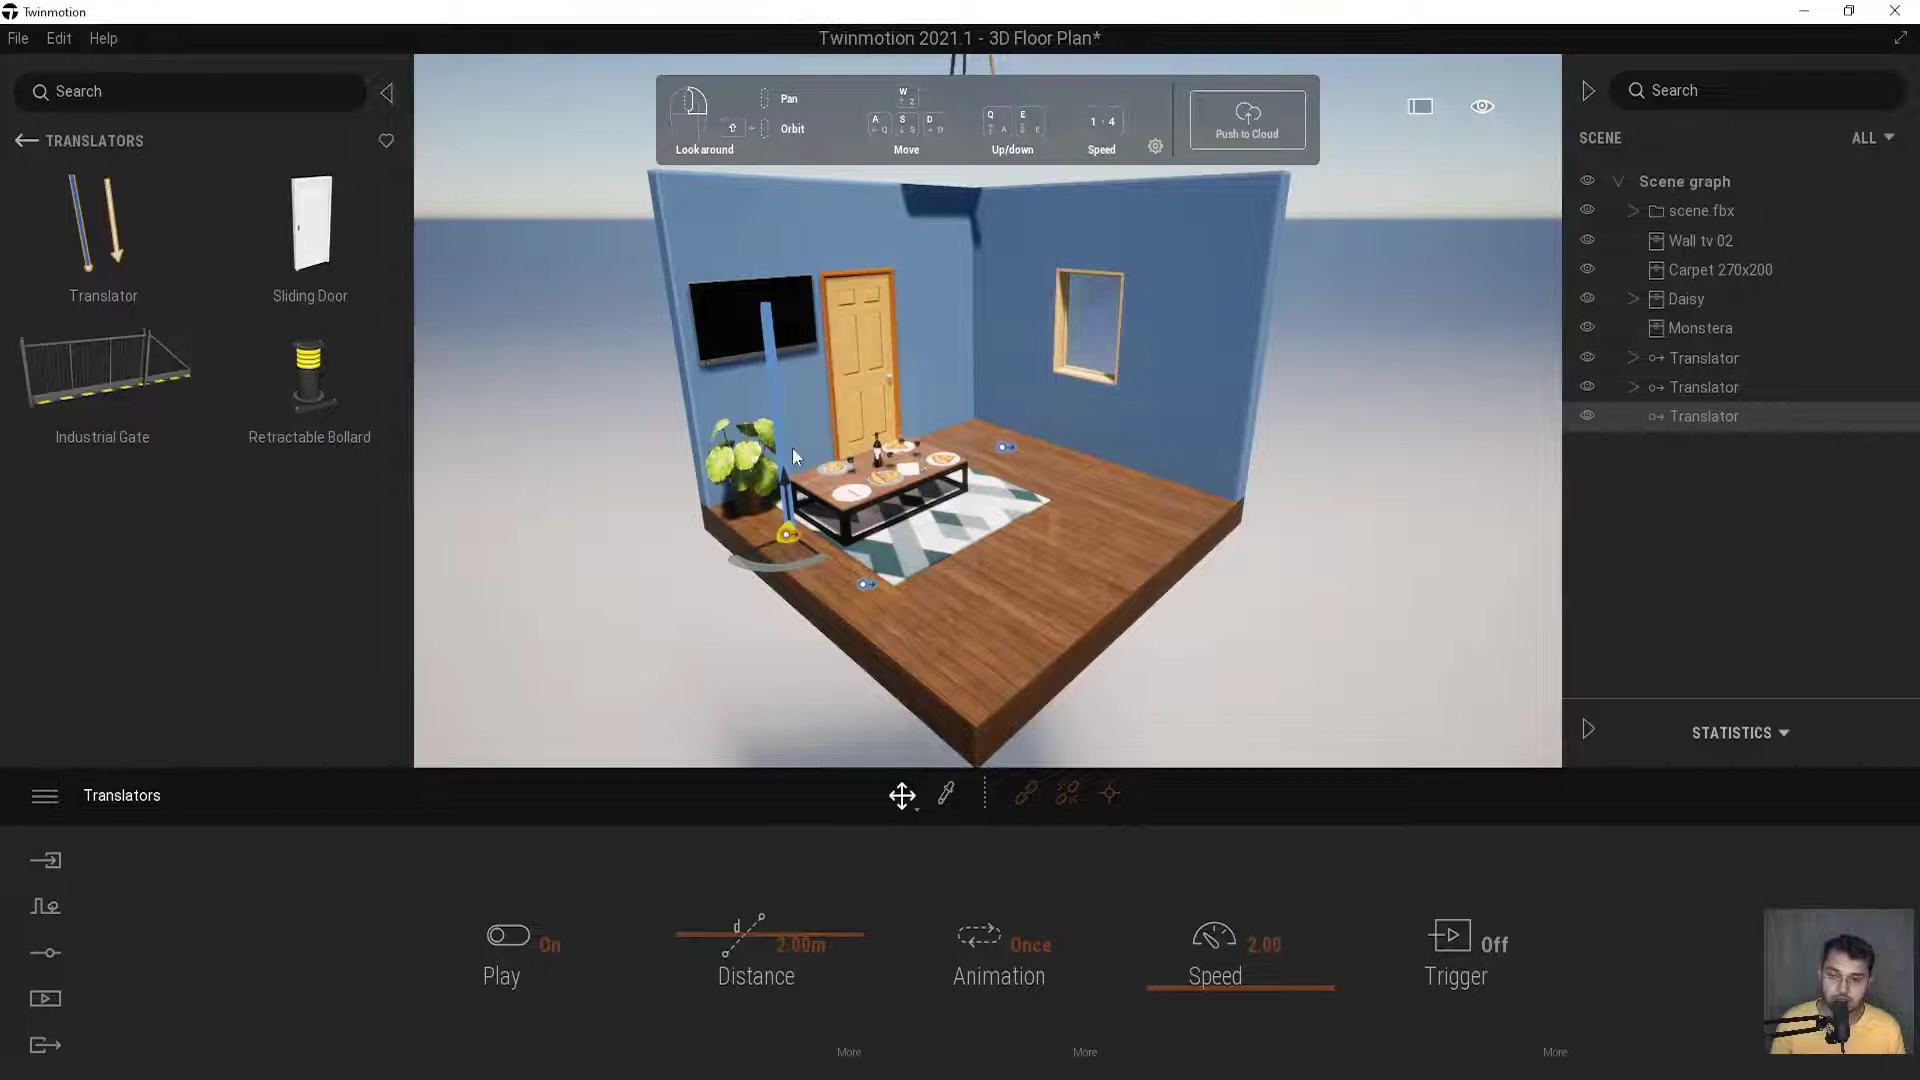 Twinmotion
File Edit Help
Twinmotion 2021.1 - 3D Floor Plan*
Search
TRANSLATORS
Translator
Sliding Door
Industrial Gate
Retractable Bollard
Pan
Orbit
Look around
W
Z
A
Q
S
S
D
D
Move
Q
A
E
E
Up/down
1 - 4
Speed
Push to Cloud
Search
SCENE
ALL
Scene graph
scene.fbx
Wall tv 02
Carpet 270x200
Daisy
Monstera
Translator
Translator
Translator
STATISTICS
Translators
On
Play
d
2.00m
Distance
Once
Animation
2.00
Speed
Off
Trigger
More
More
More